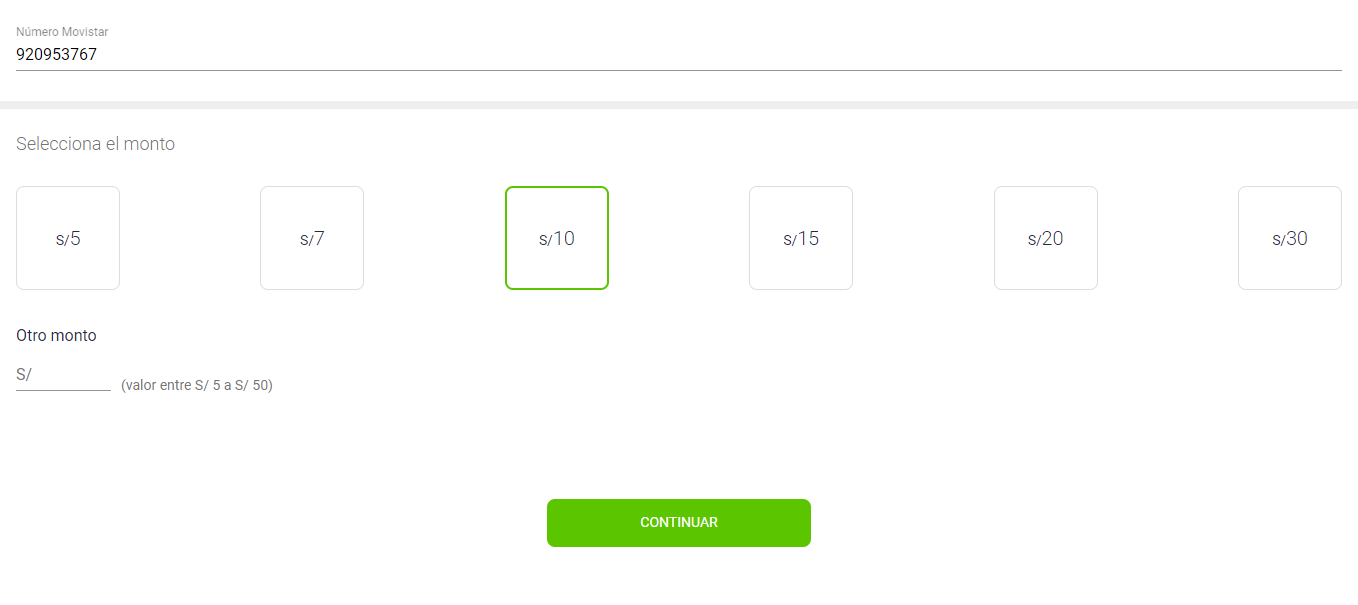 Número Movistar
920953767
Selecciona el monto
s/5 s/7 s/10 s/15 s/20 s/30
Otro monto
S/ (valor entre S/ 5 a S/ 50)
CONTINUAR